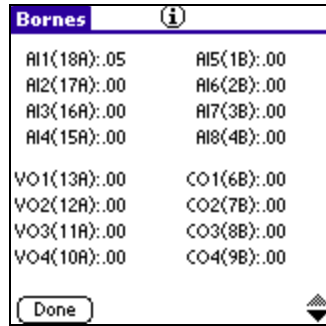 Bornes
AI1(18A):.05 AI5(1B):.00
AI2(17A):.00 AI6(2B):.00
AI3(16A):.00 AI7(3B):.00
AI4(15A):.00 AI8(4B):.00
VO1(13A):.00 CO1(6B):.00
VO2(12A):.00 CO2(7B):.00
VO3(11A):.00 CO3(8B):.00
VO4(10A):.00 CO4(9B):.00
Done